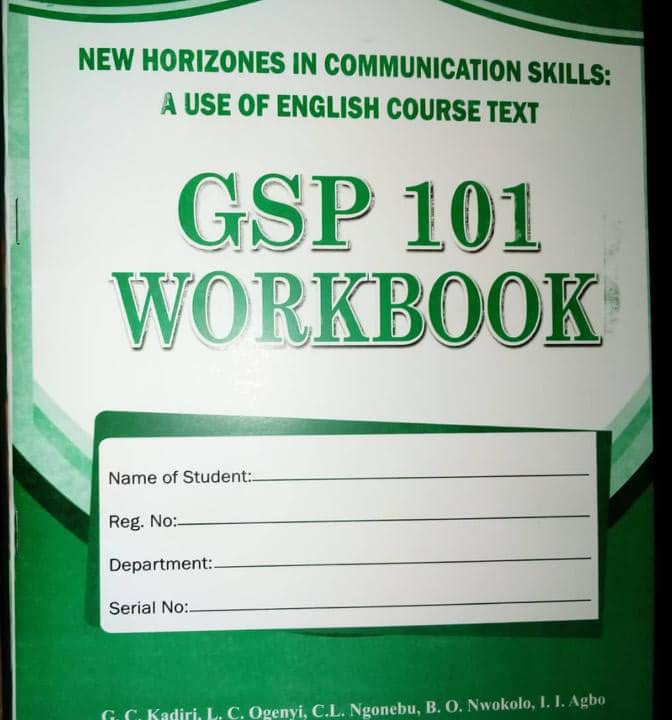 NEW HORIZONES IN COMMUNICATION SKILLS:
A USE OF ENGLISH COURSE TEXT
GSP 101
WORKBOOK
Name of Student:
Reg. No:
Department:
Serial No:
G. C. Kadiri, L. C. Ogenyi, C.L. Ngonebu, B. O. Nwokolo, I. I. Agbo